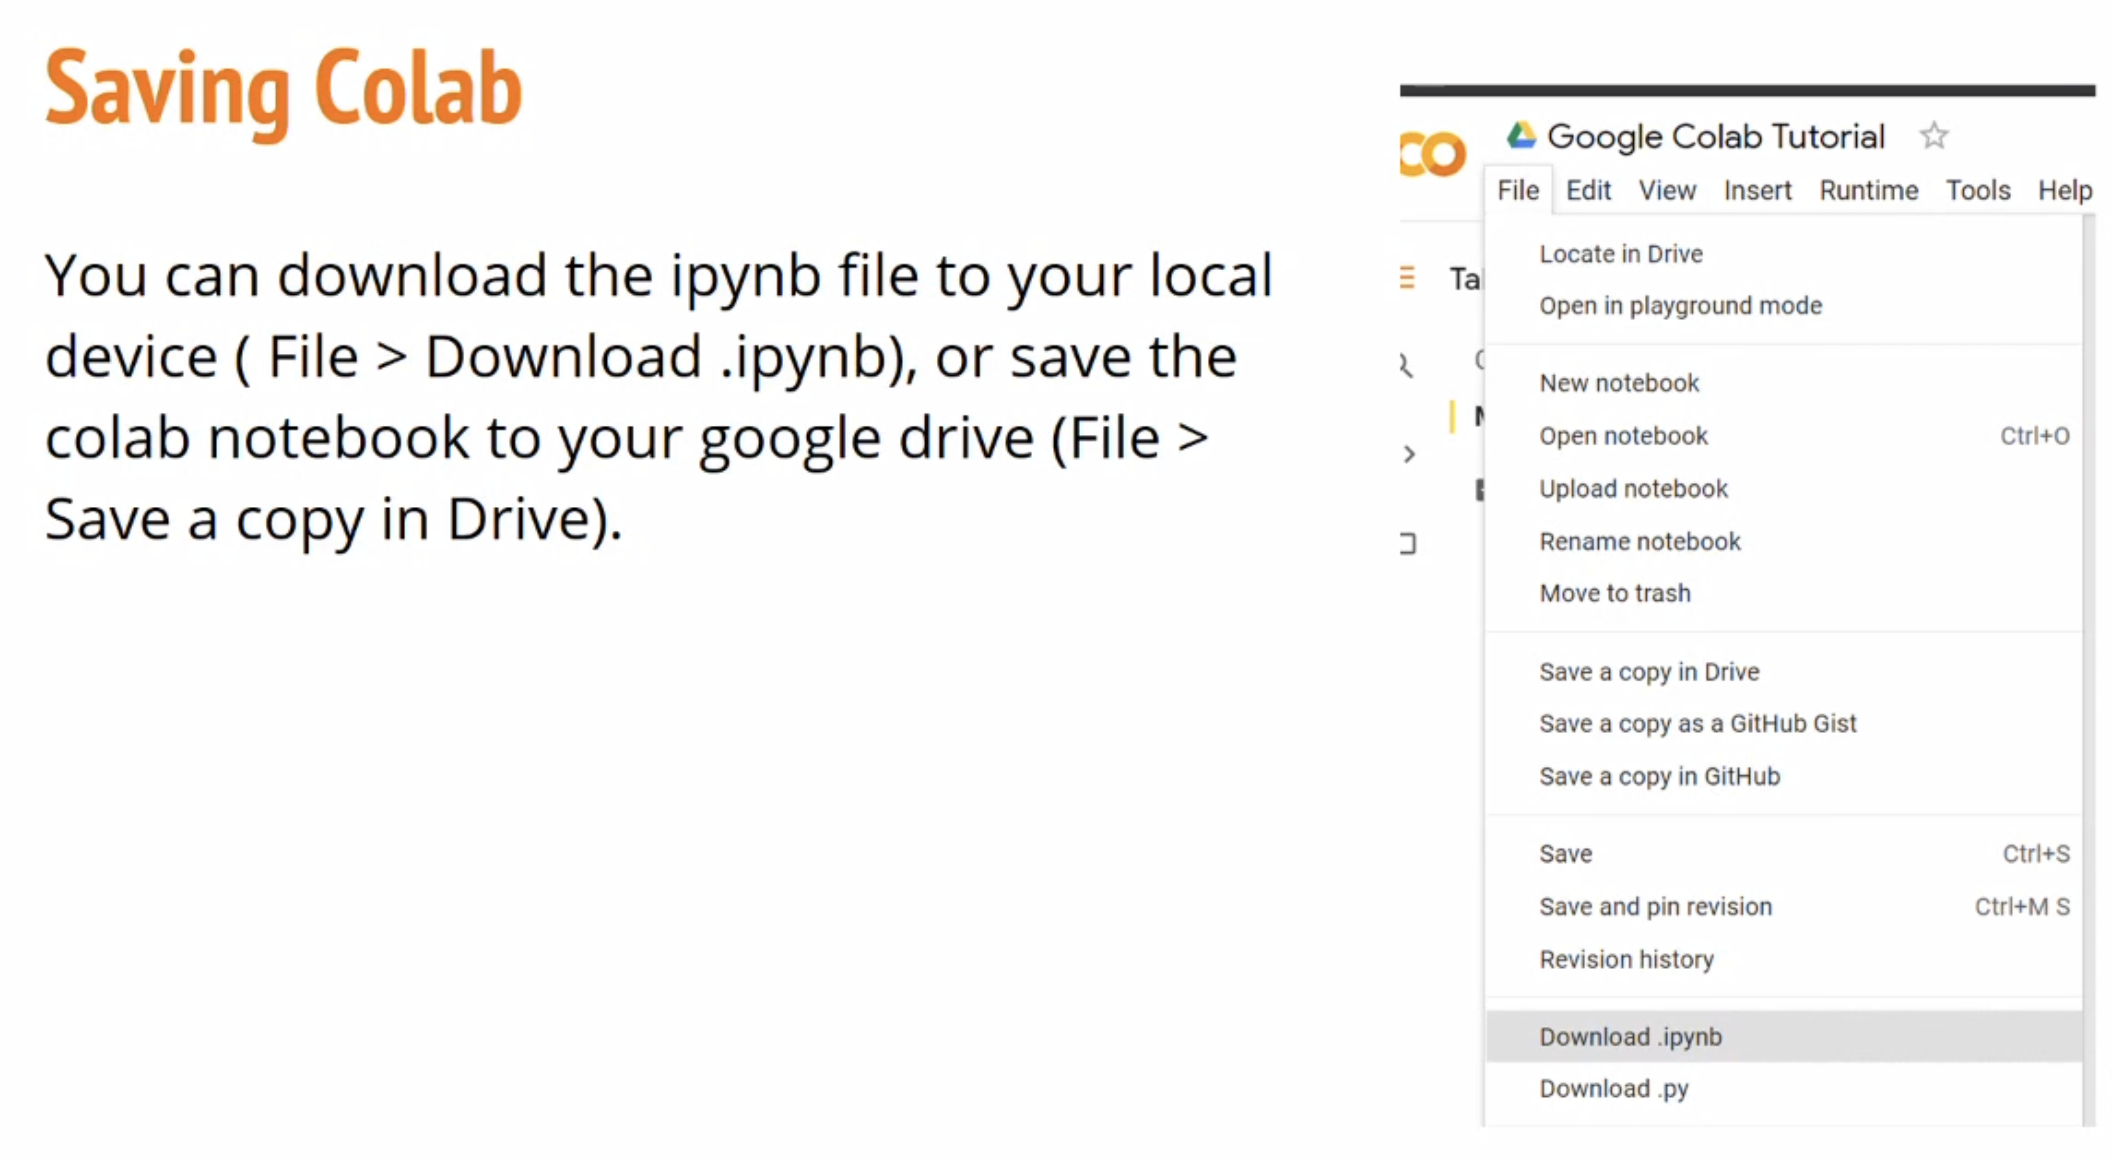 Saving Colab
You can download the ipynb file to your local
device ( File > Download .ipynb), or save the
colab notebook to your google drive (File >
Save a copy in Drive).
CO
Google Colab Tutorial
File Edit View Insert Runtime Tools Help
Locate in Drive
Open in playground mode
New notebook
Open notebook Ctrl+O
Upload notebook
Rename notebook
Move to trash
Save a copy in Drive
Save a copy as a GitHub Gist
Save a copy in GitHub
Save Ctrl+S
Save and pin revision Ctrl+M S
Revision history
Download .ipynb
Download .py